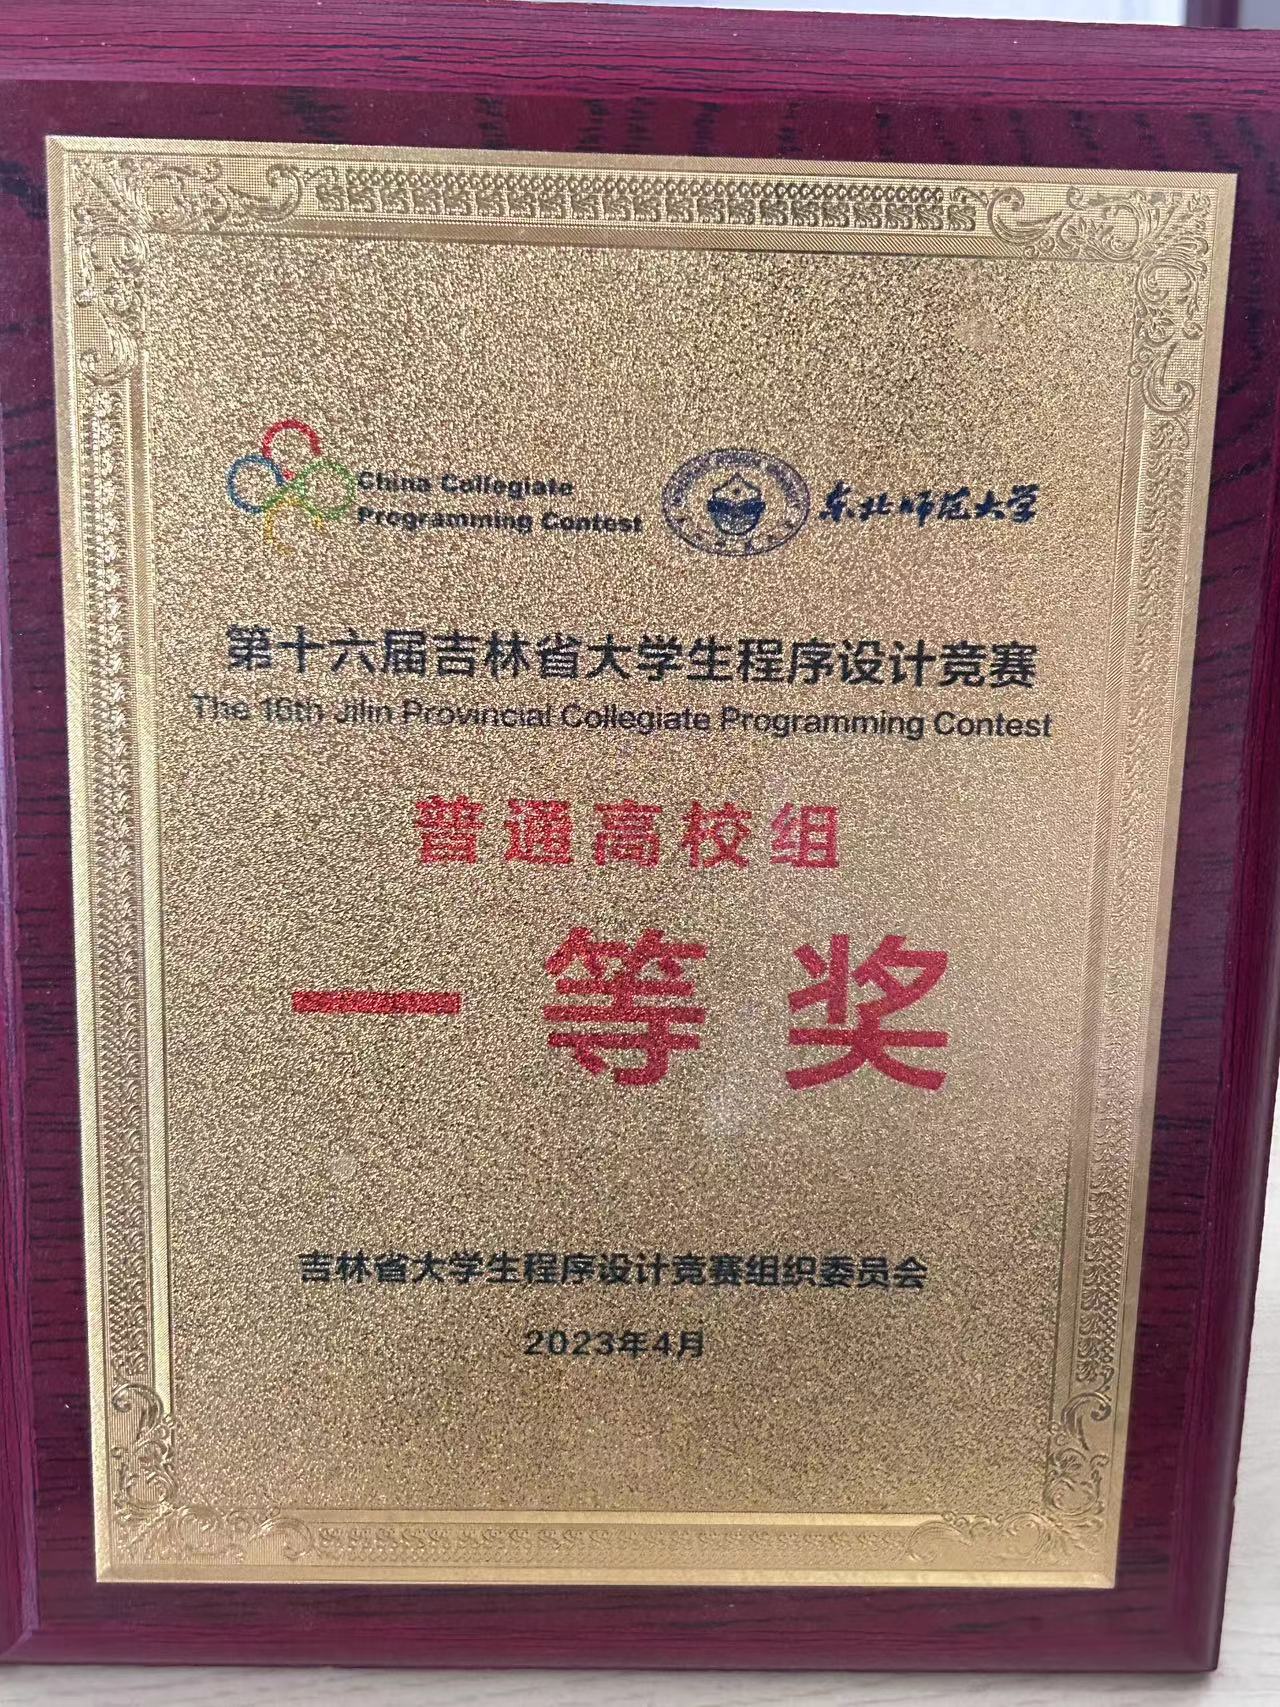 China Collegiate
Programming Contest
东北师范大学
第十六届吉林省大学生程序设计竞赛
The 16th Jilin Provincial Collegiate Programming Contest
普通高校组
一等奖
吉林省大学生程序设计竞赛组织委员会
2023年4月